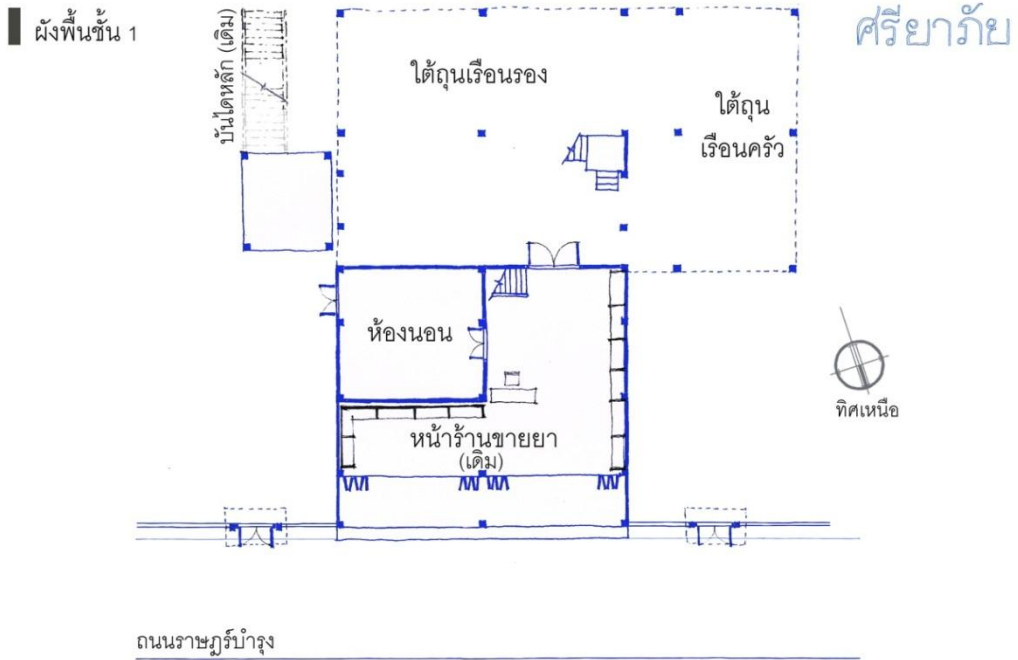 ผังพื้นชั้น 1
ศรียาภัย
บันไดหลัก (เดิม)
ใต้ถุนเรือนรอง
ใต้ถุน
เรือนครัว
ห้องนอน
ทิศเหนือ
หน้าร้านขายยา
(เดิม)
ถนนราษฎร์บำรุง